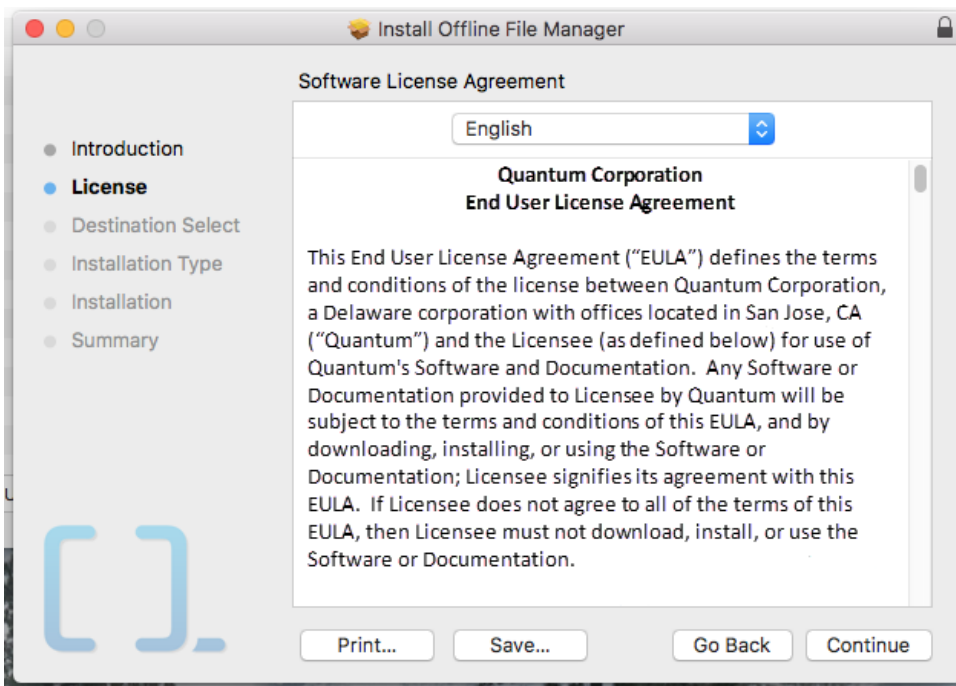 Install Offline File Manager
Software License Agreement
Introduction
License
Destination Select
Installation Type
Installation
Summary
English
Quantum Corporation
End User License Agreement
This End User License Agreement (“EULA”) defines the terms
and conditions of the license between Quantum Corporation,
a Delaware corporation with offices located in San Jose, CA
(“Quantum”) and the Licensee (as defined below) for use of
Quantum's Software and Documentation.  Any Software or
Documentation provided to Licensee by Quantum will be
subject to the terms and conditions of this EULA, and by
downloading, installing, or using the Software or
Documentation; Licensee signifies its agreement with this
EULA.  If Licensee does not agree to all of the terms of this
EULA, then Licensee must not download, install, or use the
Software or Documentation.
Print...
Save...
Go Back
Continue